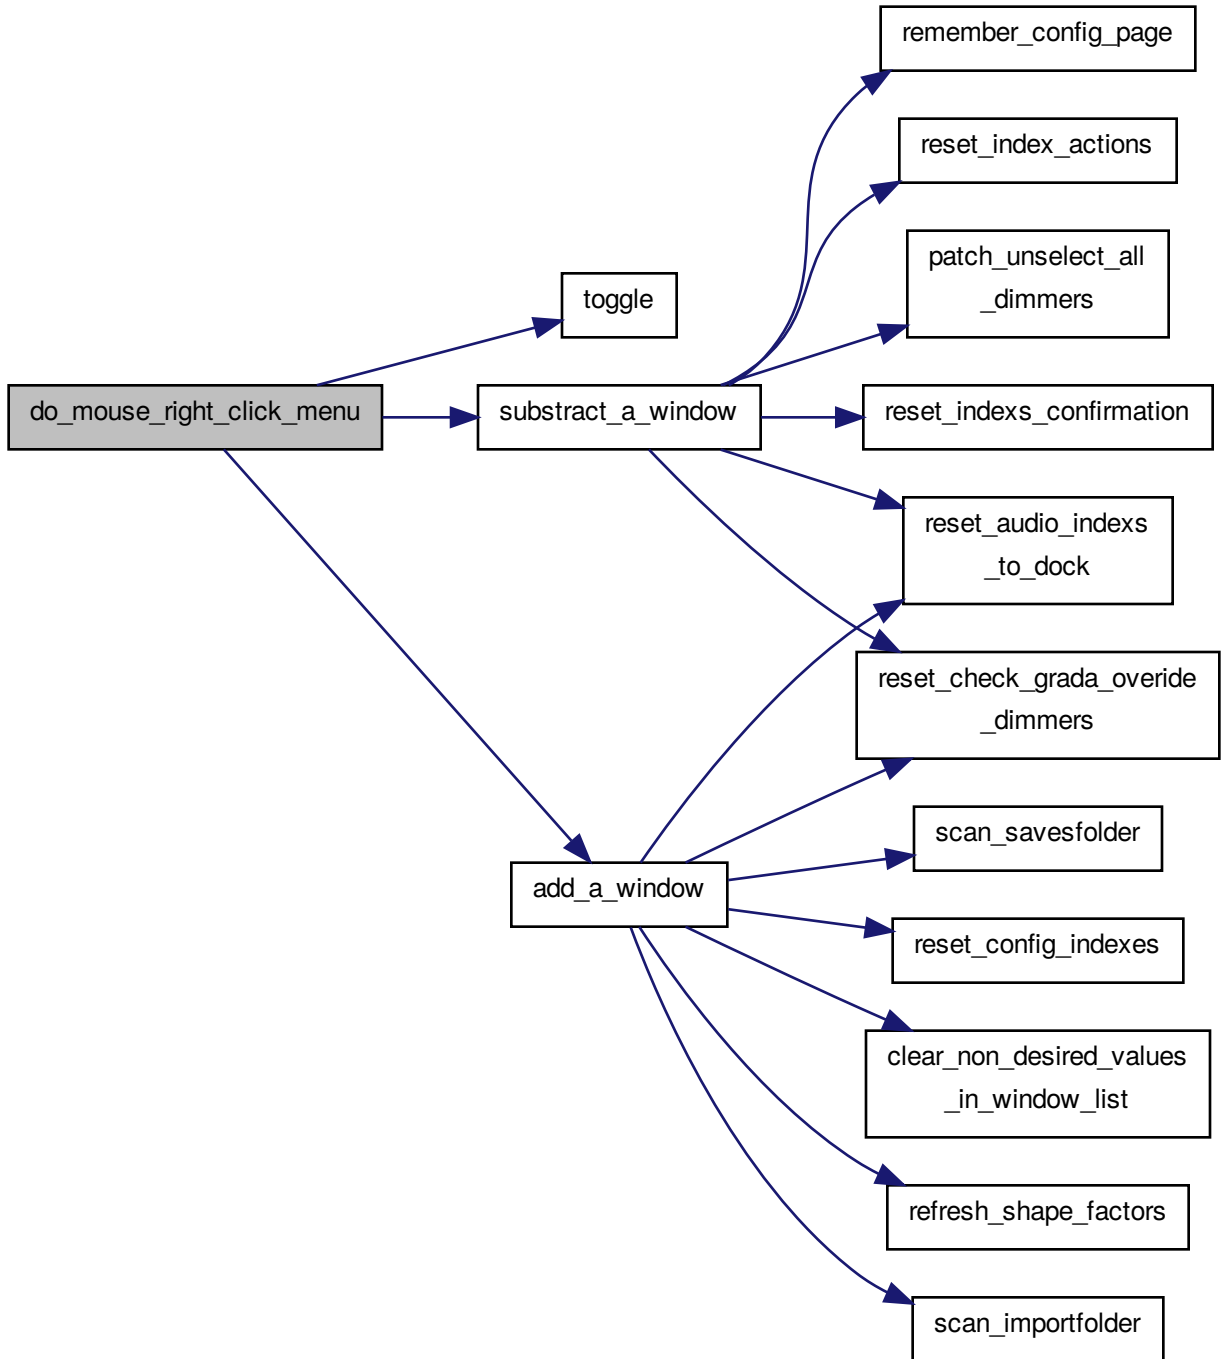 remember_config_page
reset_index_actions
patch_unselect_all
_dimmers
toggle
do_mouse_right_click_menu
substract_a_window
reset_indexs_confirmation
reset_audio_indexs
_to_dock
reset_check_grada_overide
_dimmers
scan_savesfolder
add_a_window
reset_config_indexes
clear_non_desired_values
_in_window_list
refresh_shape_factors
scan_importfolder